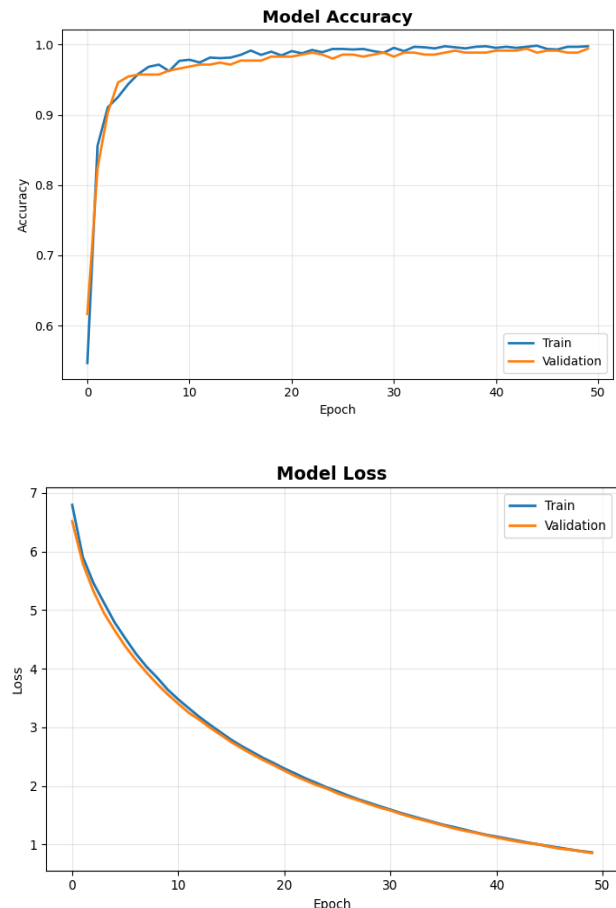 Model Accuracy
1.0
0.9
0.8
0.7
0.6
Accuracy
Train
Validation
0 10 20 30 40 50
Epoch
Model Loss
7
6
5
4
3
2
1
Loss
Train
Validation
0 10 20 30 40 50
Epoch